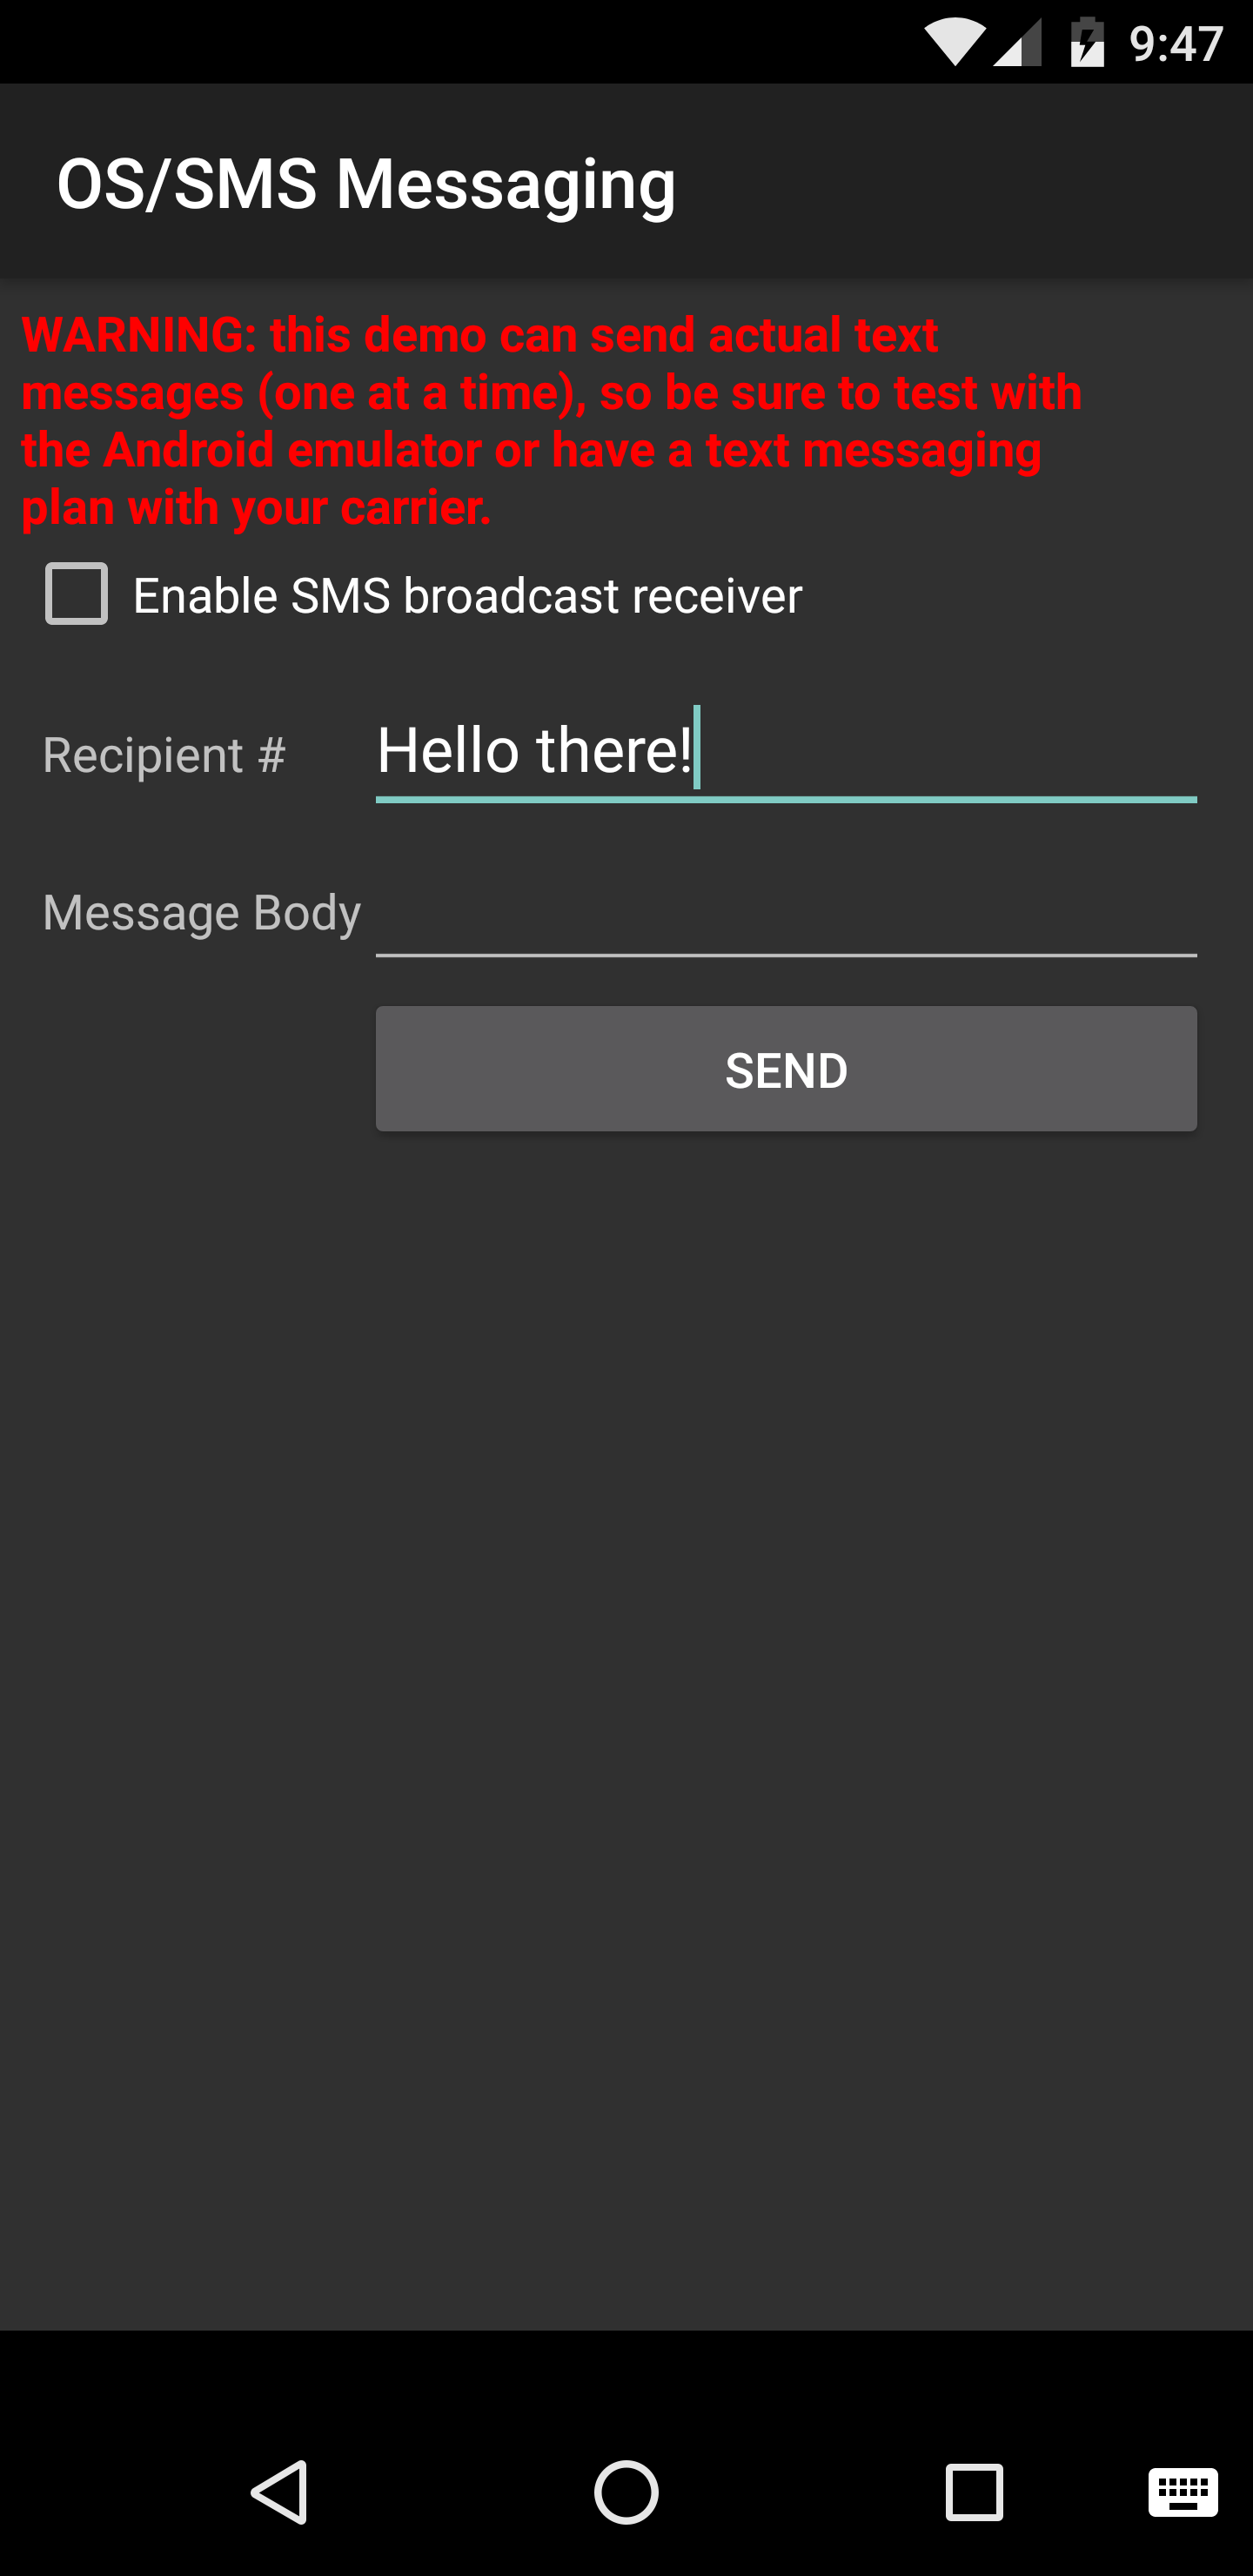 9:47
OS/SMS Messaging
WARNING: this demo can send actual text
messages (one at a time), so be sure to test with
the Android emulator or have a text messaging
plan with your carrier.
Enable SMS broadcast receiver
Recipient # Hello there!
Message Body
SEND